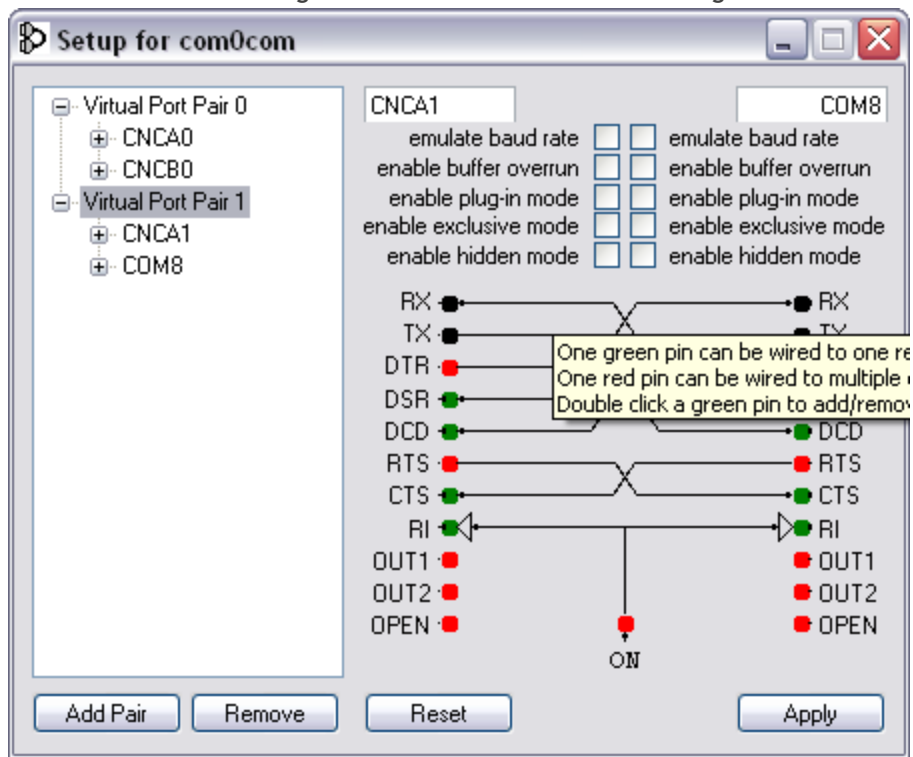 Setup for com0com
Virtual Port Pair 0
CNCA0
CNCB0
Virtual Port Pair 1
CNCA1
COM8
CNCA1 COM8
emulate baud rate emulate baud rate
enable buffer overrun enable buffer overrun
enable plug-in mode enable plug-in mode
enable exclusive mode enable exclusive mode
enable hidden mode enable hidden mode
RX RX
TX TX
DTR
DSR
One green pin can be wired to one
One red pin can be wired to multiple
Double click a green pin to
DCD DCD
RTS RTS
CTS CTS
RI RI
OUT1 OUT1
OUT2 OUT2
OPEN OPEN
ON
Add Pair Remove Reset Apply